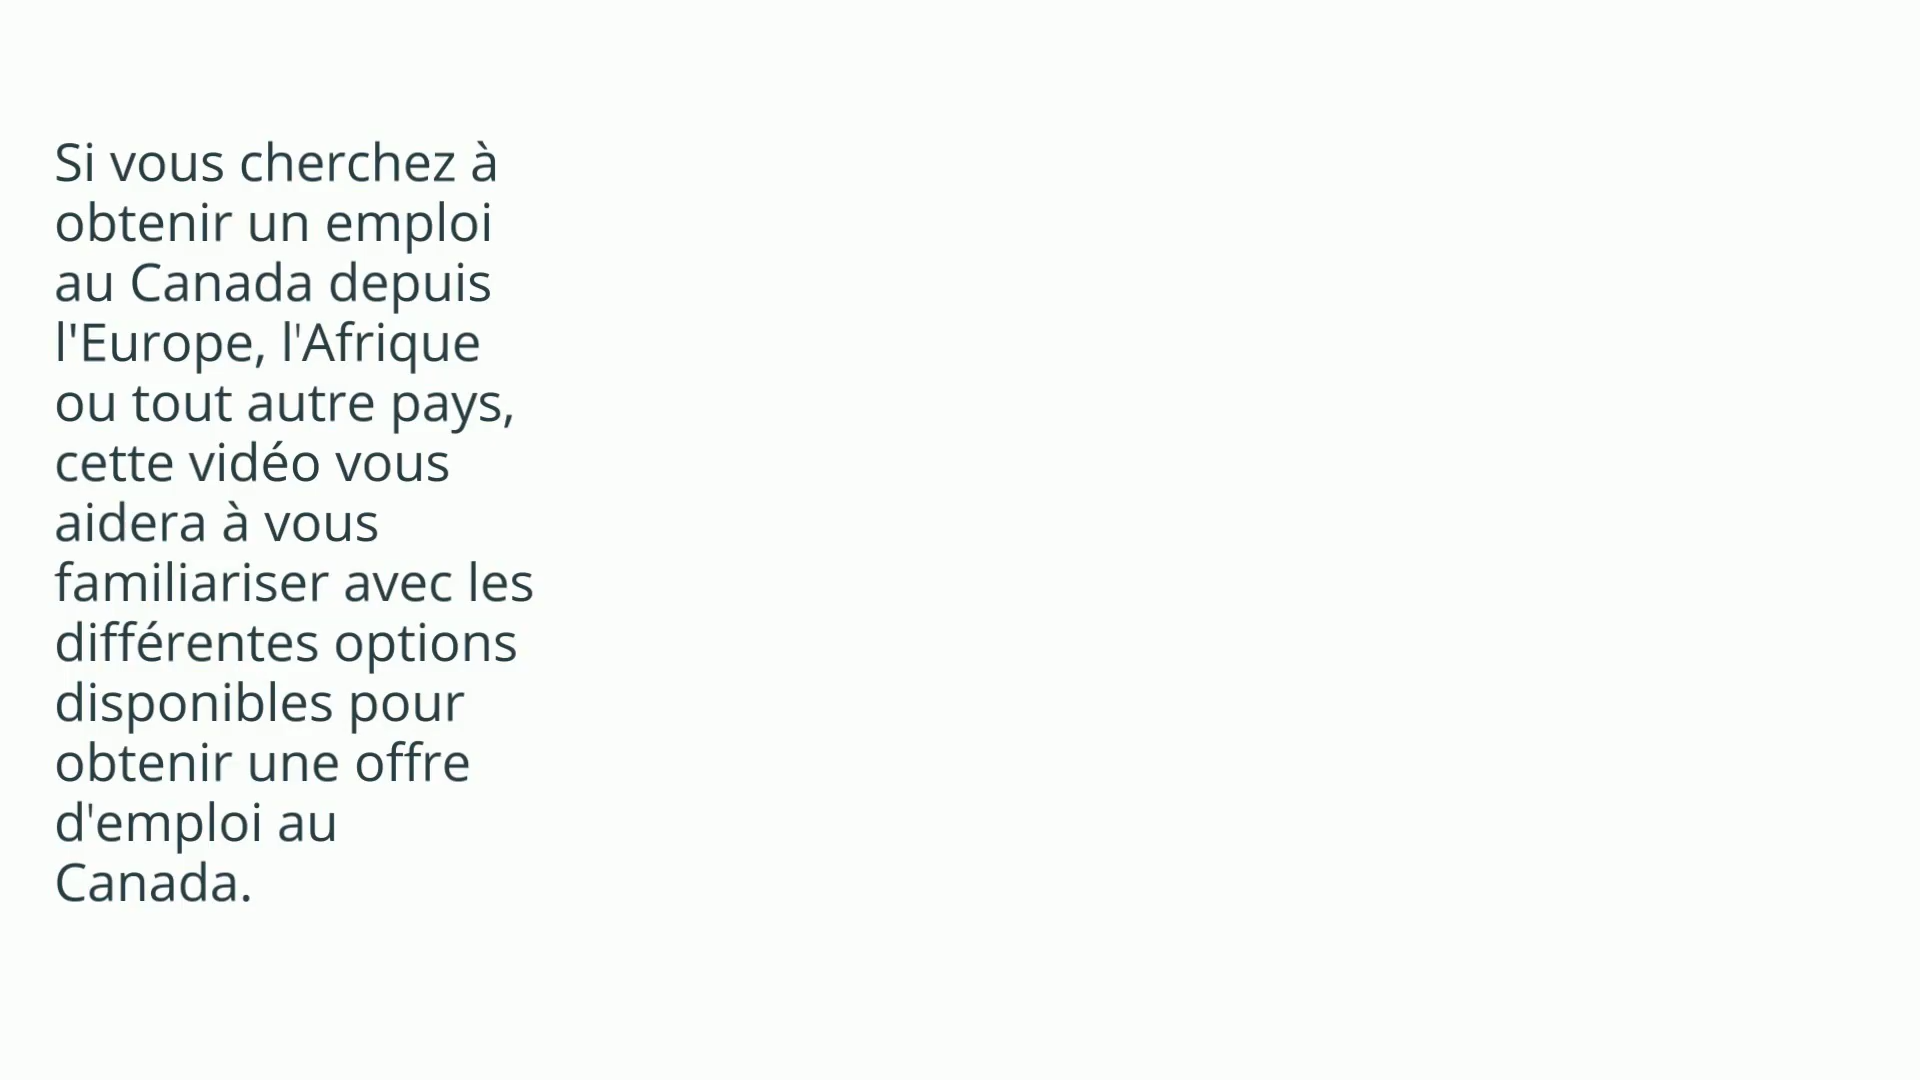 Si vous cherchez à
obtenir un emploi
au Canada depuis
l'Europe, l'Afrique
ou tout autre pays,
cette vidéo vous
aidera à vous
familiariser avec les
différentes options
disponibles pour
obtenir une offre
d'emploi au
Canada.